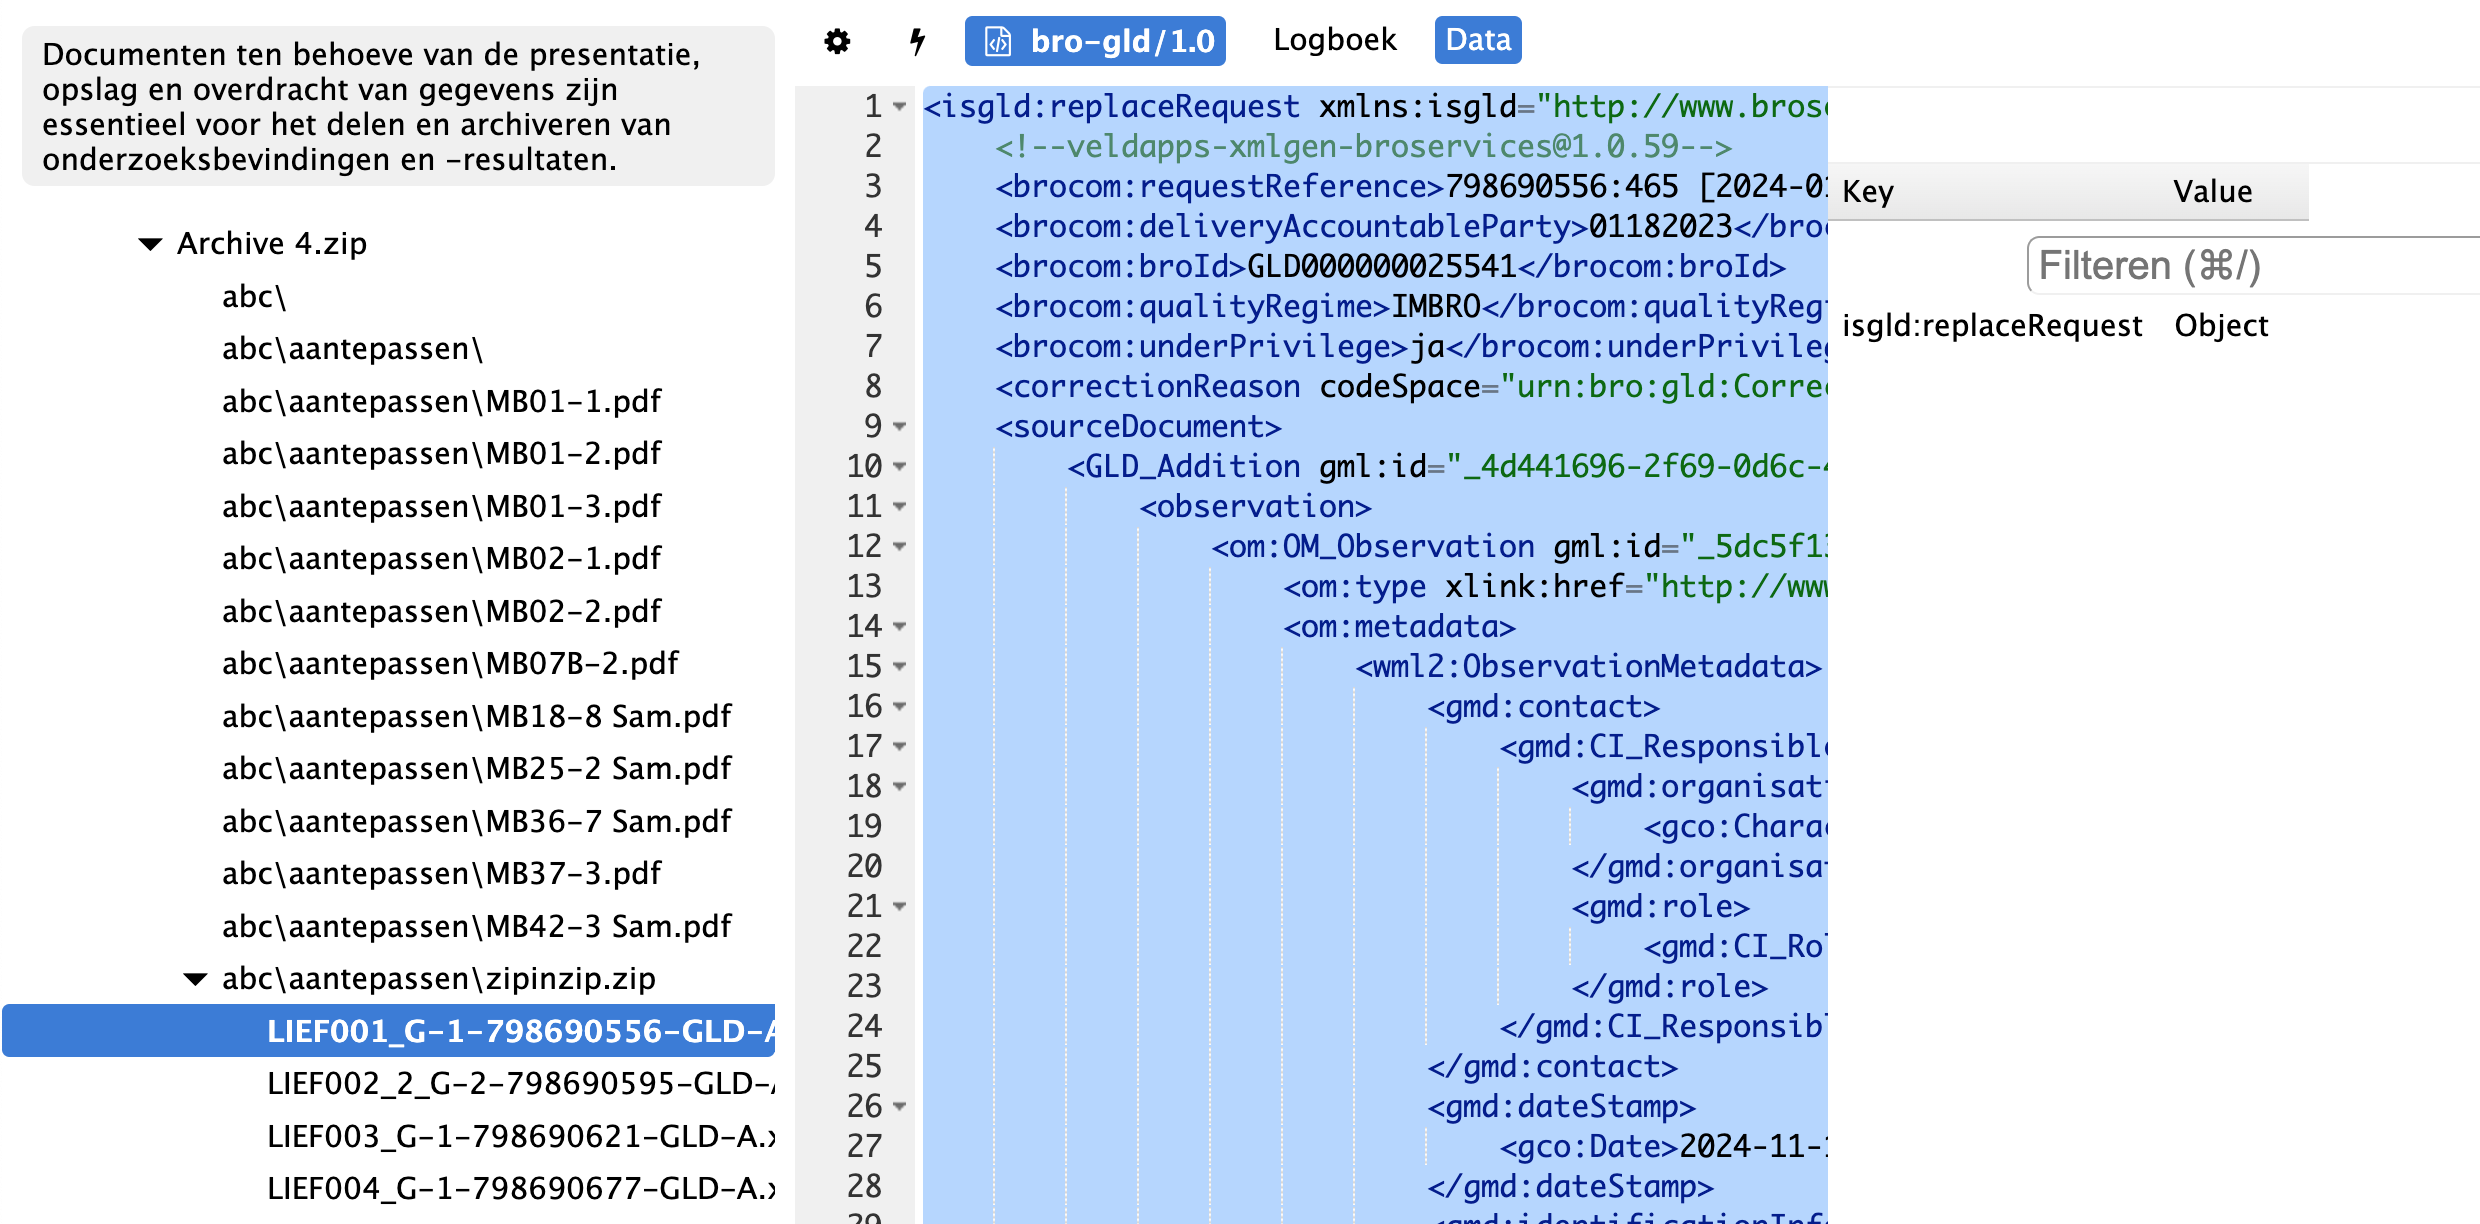 Documenten ten behoeve van de presentatie,
opslag en overdracht van gegevens zijn
essentieel voor het delen en archiveren van
onderzoeksbevindingen en -resultaten.
Archive 4.zip
abc\
abc\aantepassen\
abc\aantepassen\MB01-1.pdf
abc\aantepassen\MB01-2.pdf
abc\aantepassen\MB01-3.pdf
abc\aantepassen\MB02-1.pdf
abc\aantepassen\MB02-2.pdf
abc\aantepassen\MB07B-2.pdf
abc\aantepassen\MB18-8 Sam.pdf
abc\aantepassen\MB25-2 Sam.pdf
abc\aantepassen\MB36-7 Sam.pdf
abc\aantepassen\MB37-3.pdf
abc\aantepassen\MB42-3 Sam.pdf
abc\aantepassen\zipinzip.zip
LIEF001_G-1-798690556-GLD-A
LIEF002_2_G-2-798690595-GLD-A
LIEF003_G-1-798690621-GLD-A.x
LIEF004_G-1-798690677-GLD-A.x
bro-gld/1.0 Logboek Data
1 <isgld:replaceRequest xmlns:isgld="http://www.bros
2 <!--veldapps-xmlgen-broservices@1.0.59-->
3 <brocom:requestReference>798690556:465 [2024-0
4 <brocom:deliveryAccountableParty>01182023</bro
5 <brocom:broId>GLD000000025541</brocom:broId>
6 <brocom:qualityRegime>IMBRO</brocom:qualityReg
7 <brocom:underPrivilege>ja</brocom:underPrivile
8 <correctionReason codeSpace="urn:bro:gld:Corre
9 <sourceDocument>
10 <GLD_Addition gml:id="_4d441696-2f69-0d6c-
11 <observation>
12 <om:OM_Observation gml:id="_5dc5f1
13 <om:type xlink:href="http://ww
14 <om:metadata>
15 <wml2:ObservationMetadata>
16 <gmd:contact>
17 <gmd:CI_Responsibl
18 <gmd:organisat
19 <gco:Chara
20 </gmd:organisa
21 <gmd:role>
22 <gmd:CI_Ro
23 </gmd:role>
24 </gmd:CI_Responsib
25 </gmd:contact>
26 <gmd:dateStamp>
27 <gco:Date>2024-11-
28 </gmd:dateStamp>
29 <gmd:identificationInf
Key Value
Filteren (⌘/)
isgld:replaceRequest Object